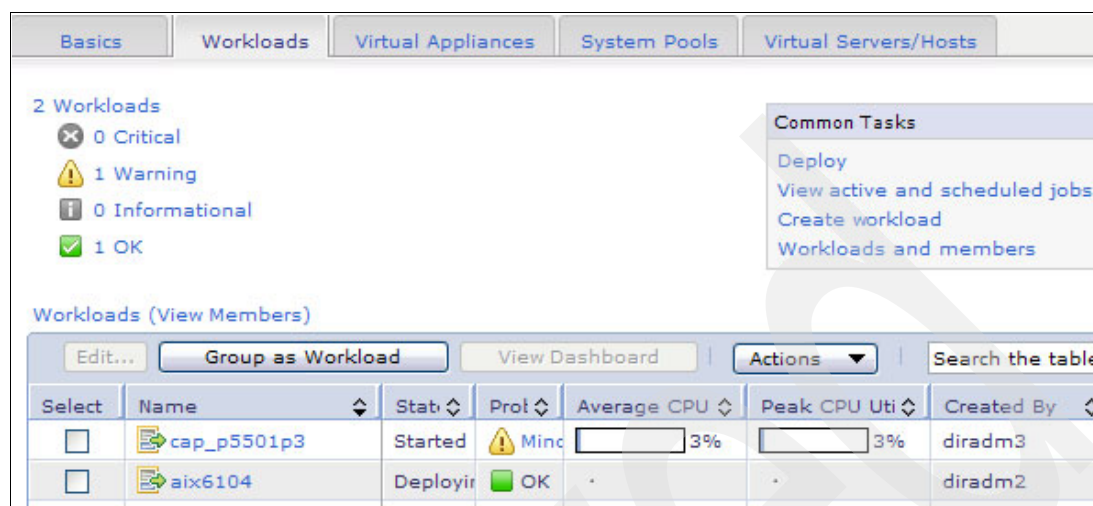 Basics Workloads Virtual Appliances System Pools Virtual Servers/Hosts
2 Workloads
0 Critical
1 Warning
0 Informational
1 OK
Common Tasks
Deploy
View active and scheduled jobs
Create workload
Workloads and members
Workloads (View Members)
Edit... Group as Workload View Dashboard Actions Search the table
Select Name Stat Prob Average CPU Peak CPU Uti Created By
cap_p5501p3 Started Mino 3% 3% diradm3
aix6104 Deployin OK diradm2